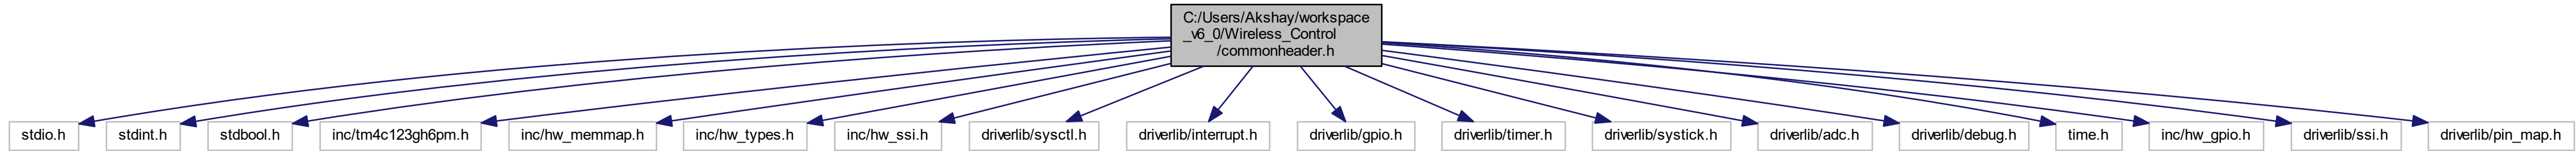 C:/Users/Akshay/workspace
_v6_0/Wireless_Control
/commonheader.h
stdio.h
stdint.h
stdbool.h
inc/tm4c123gh6pm.h
inc/hw_memmap.h
inc/hw_types.h
inc/hw_ssi.h
driverlib/sysctl.h
driverlib/interrupt.h
driverlib/gpio.h
driverlib/timer.h
driverlib/systick.h
driverlib/adc.h
driverlib/debug.h
time.h
inc/hw_gpio.h
driverlib/ssi.h
driverlib/pin_map.h